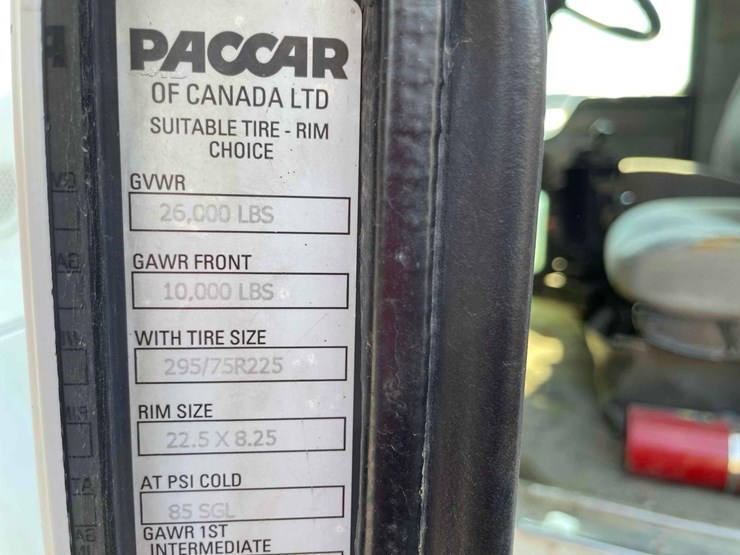 PACCAR
OF CANADA LTD
SUITABLE TIRE - RIM
CHOICE
GVWR
26,000 LBS
GAWR FRONT
10,000 LBS
WITH TIRE SIZE
295/75R225
RIM SIZE
22.5 X 8.25
AT PSI COLD
85 SGL
GAWR 1ST
INTERMEDIATE